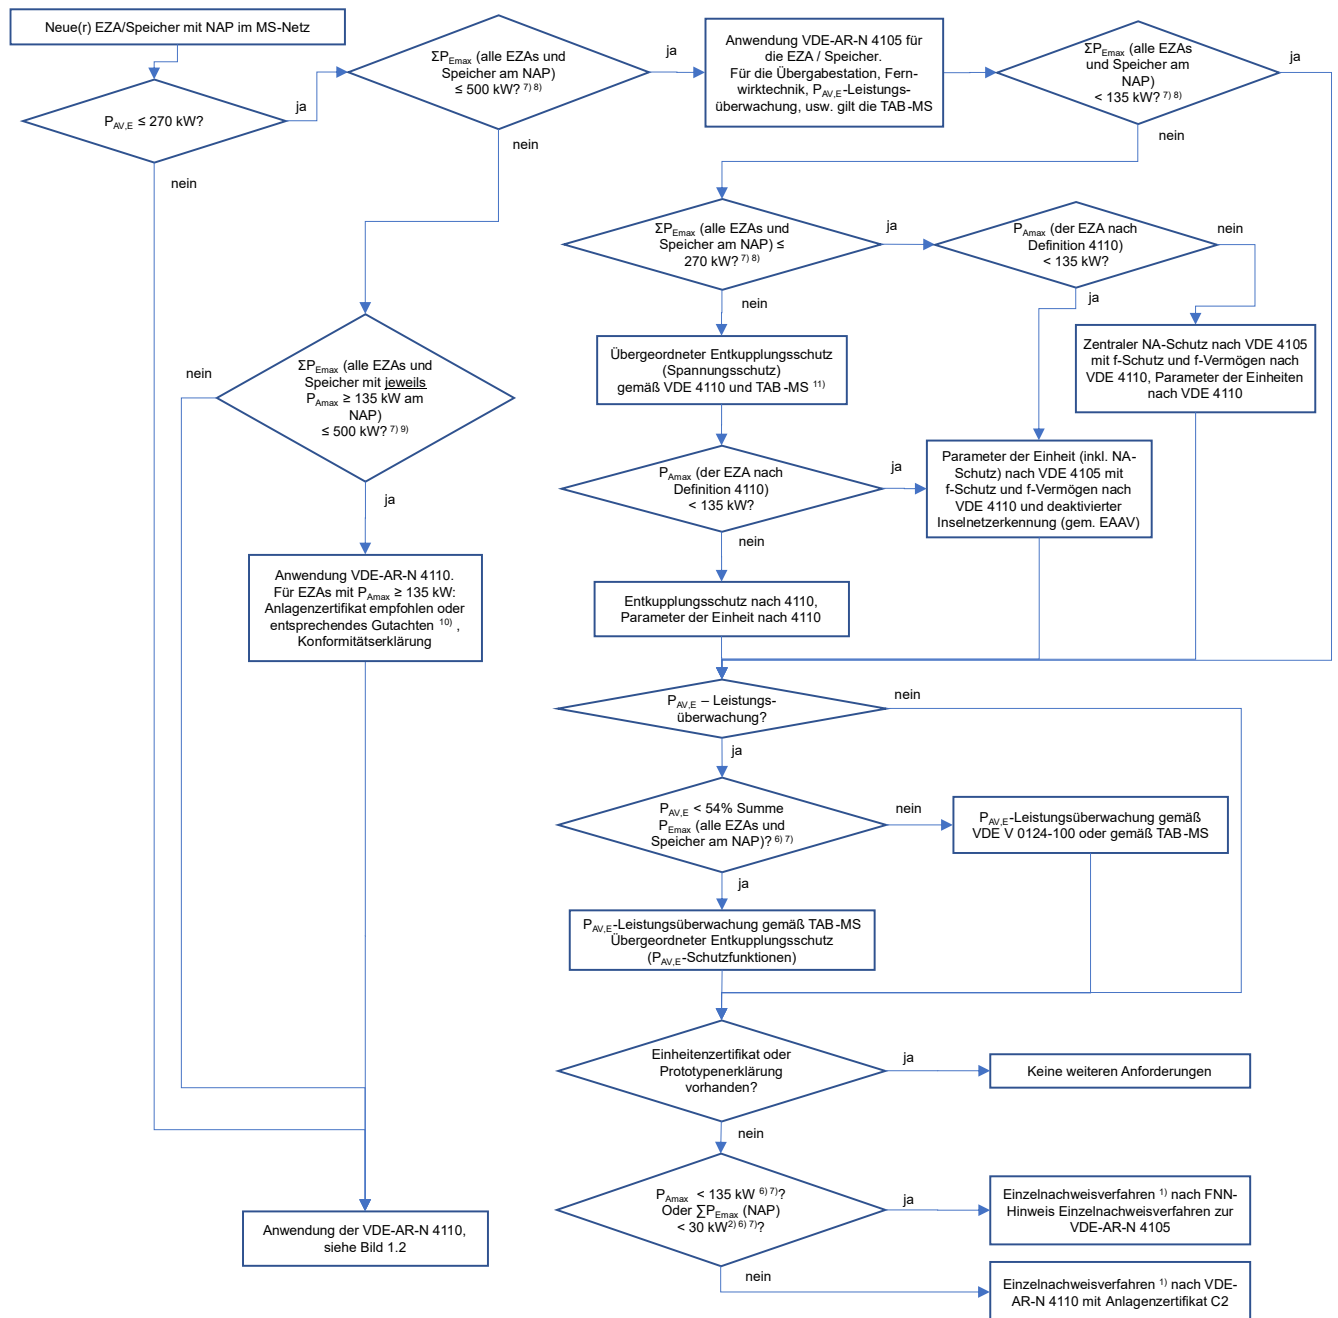 Neue(r) EZA/Speicher mit NAP im MS-Netz
P_AV,E ≤ 270 kW?
ja
nein
ΣP_Emax (alle EZAs und
Speicher am NAP)
≤ 500 kW? 7) 8)
ja
nein
Anwendung VDE-AR-N 4105 für
die EZA / Speicher.
Für die Übergabestation, Fern-
wirktechnik, P_AV,E-Leistungs-
überwachung, usw. gilt die TAB-MS
ΣP_Emax (alle EZAs
und Speicher am
NAP)
< 135 kW? 7) 8)
ja
nein
ΣP_Emax (alle EZAs und
Speicher am NAP) ≤
270 kW? 7) 8)
ja
nein
P_Amax (der EZA nach
Definition 4110)
< 135 kW?
nein
ja
Übergeordneter Entkupplungsschutz
(Spannungsschutz)
gemäß VDE 4110 und TAB-MS 11)
Zentraler NA-Schutz nach VDE 4105
mit f-Schutz und f-Vermögen nach
VDE 4110, Parameter der Einheiten
nach VDE 4110
ΣP_Emax (alle EZAs und
Speicher mit jeweils
P_Amax ≥ 135 kW am
NAP)
≤ 500 kW? 7) 9)
nein
ja
P_Amax (der EZA nach
Definition 4110)
< 135 kW?
ja
nein
Parameter der Einheit (inkl. NA-
Schutz) nach VDE 4105 mit
f-Schutz und f-Vermögen nach
VDE 4110 und deaktivierter
Inselnetzerkennung (gem. EAAV)
Anwendung VDE-AR-N 4110.
Für EZAs mit P_Amax ≥ 135 kW:
Anlagenzertifikat empfohlen oder
entsprechendes Gutachten 10) ,
Konformitätserklärung
Entkupplungsschutz nach 4110,
Parameter der Einheit nach 4110
P_AV,E – Leistungs-
überwachung?
nein
ja
P_AV,E < 54% Summe
P_Emax (alle EZAs und
Speicher am NAP)? 6) 7)
nein
ja
P_AV,E-Leistungsüberwachung gemäß
VDE V 0124-100 oder gemäß TAB-MS
P_AV,E-Leistungsüberwachung gemäß TAB-MS
Übergeordneter Entkupplungsschutz
(P_AV,E-Schutzfunktionen)
Einheitenzertifikat oder
Prototypenerklärung
vorhanden?
ja
nein
Keine weiteren Anforderungen
P_Amax < 135 kW 6) 7)?
Oder ∑P_Emax (NAP)
< 30 kW 2) 6) 7)?
ja
nein
Einzelnachweisverfahren 1) nach FNN-
Hinweis Einzelnachweisverfahren zur
VDE-AR-N 4105
Anwendung der VDE-AR-N 4110,
siehe Bild 1.2
Einzelnachweisverfahren 1) nach VDE-
AR-N 4110 mit Anlagenzertifikat C2